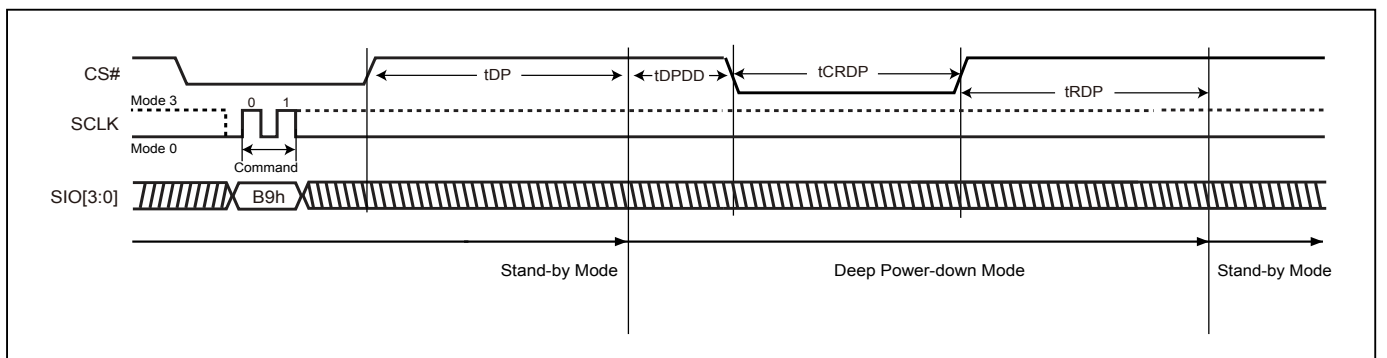 CS#
tDP
tDPDD
tCRDP
tRDP
Mode 3
0 1
SCLK
Mode 0
Command
SIO[3:0]
B9h
Stand-by Mode
Deep Power-down Mode
Stand-by Mode